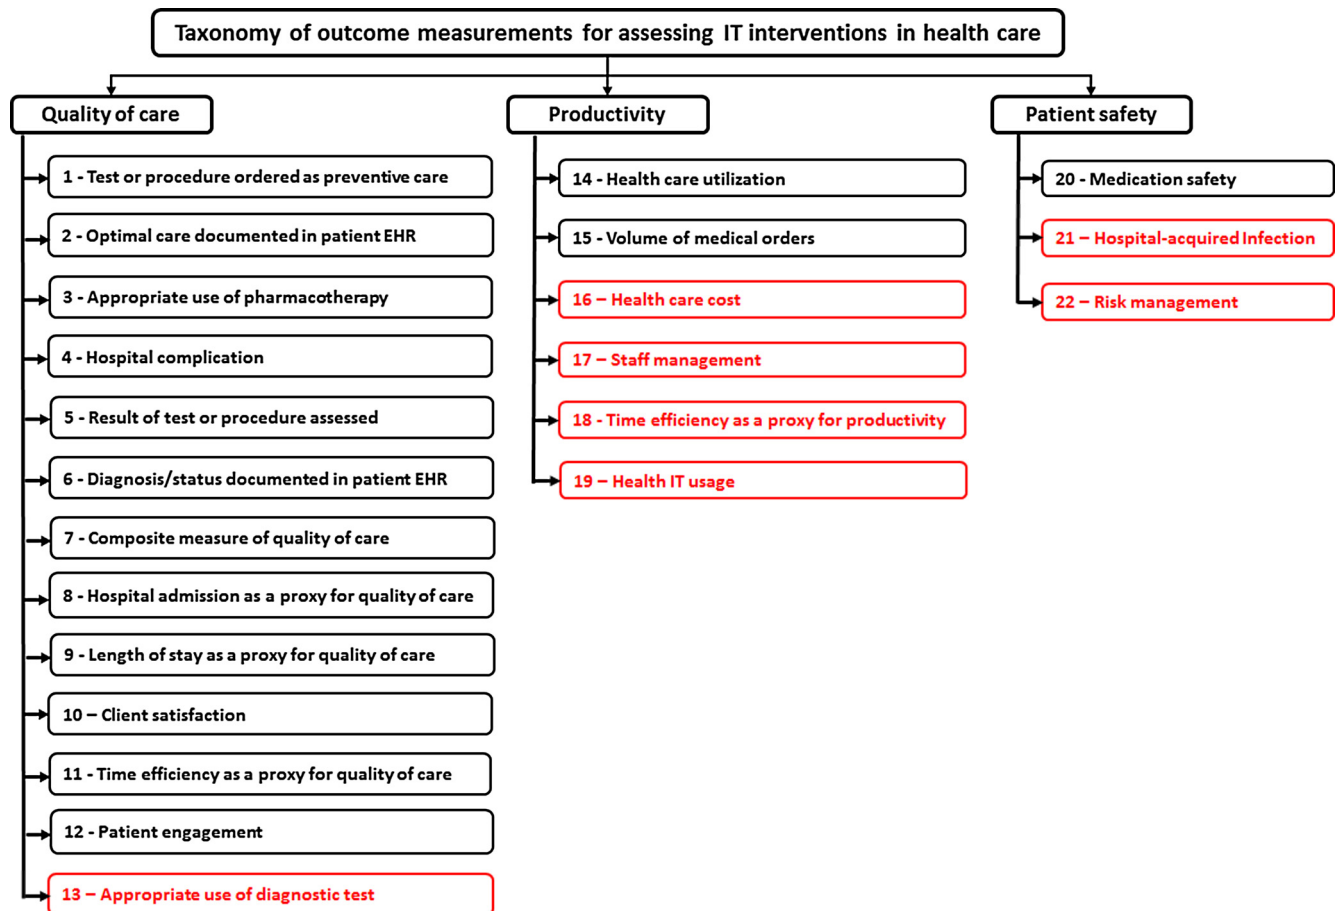 Taxonomy of outcome measurements for assessing IT interventions in health care
Quality of care
1 - Test or procedure ordered as preventive care
2 - Optimal care documented in patient EHR
3 - Appropriate use of pharmacotherapy
4 - Hospital complication
5 - Result of test or procedure assessed
6 - Diagnosis/status documented in patient EHR
7 - Composite measure of quality of care
8 - Hospital admission as a proxy for quality of care
9 - Length of stay as a proxy for quality of care
10 – Client satisfaction
11 - Time efficiency as a proxy for quality of care
12 - Patient engagement
13 – Appropriate use of diagnostic test
Productivity
14 - Health care utilization
15 - Volume of medical orders
16 – Health care cost
17 – Staff management
18 - Time efficiency as a proxy for productivity
19 – Health IT usage
Patient safety
20 - Medication safety
21 – Hospital-acquired Infection
22 – Risk management